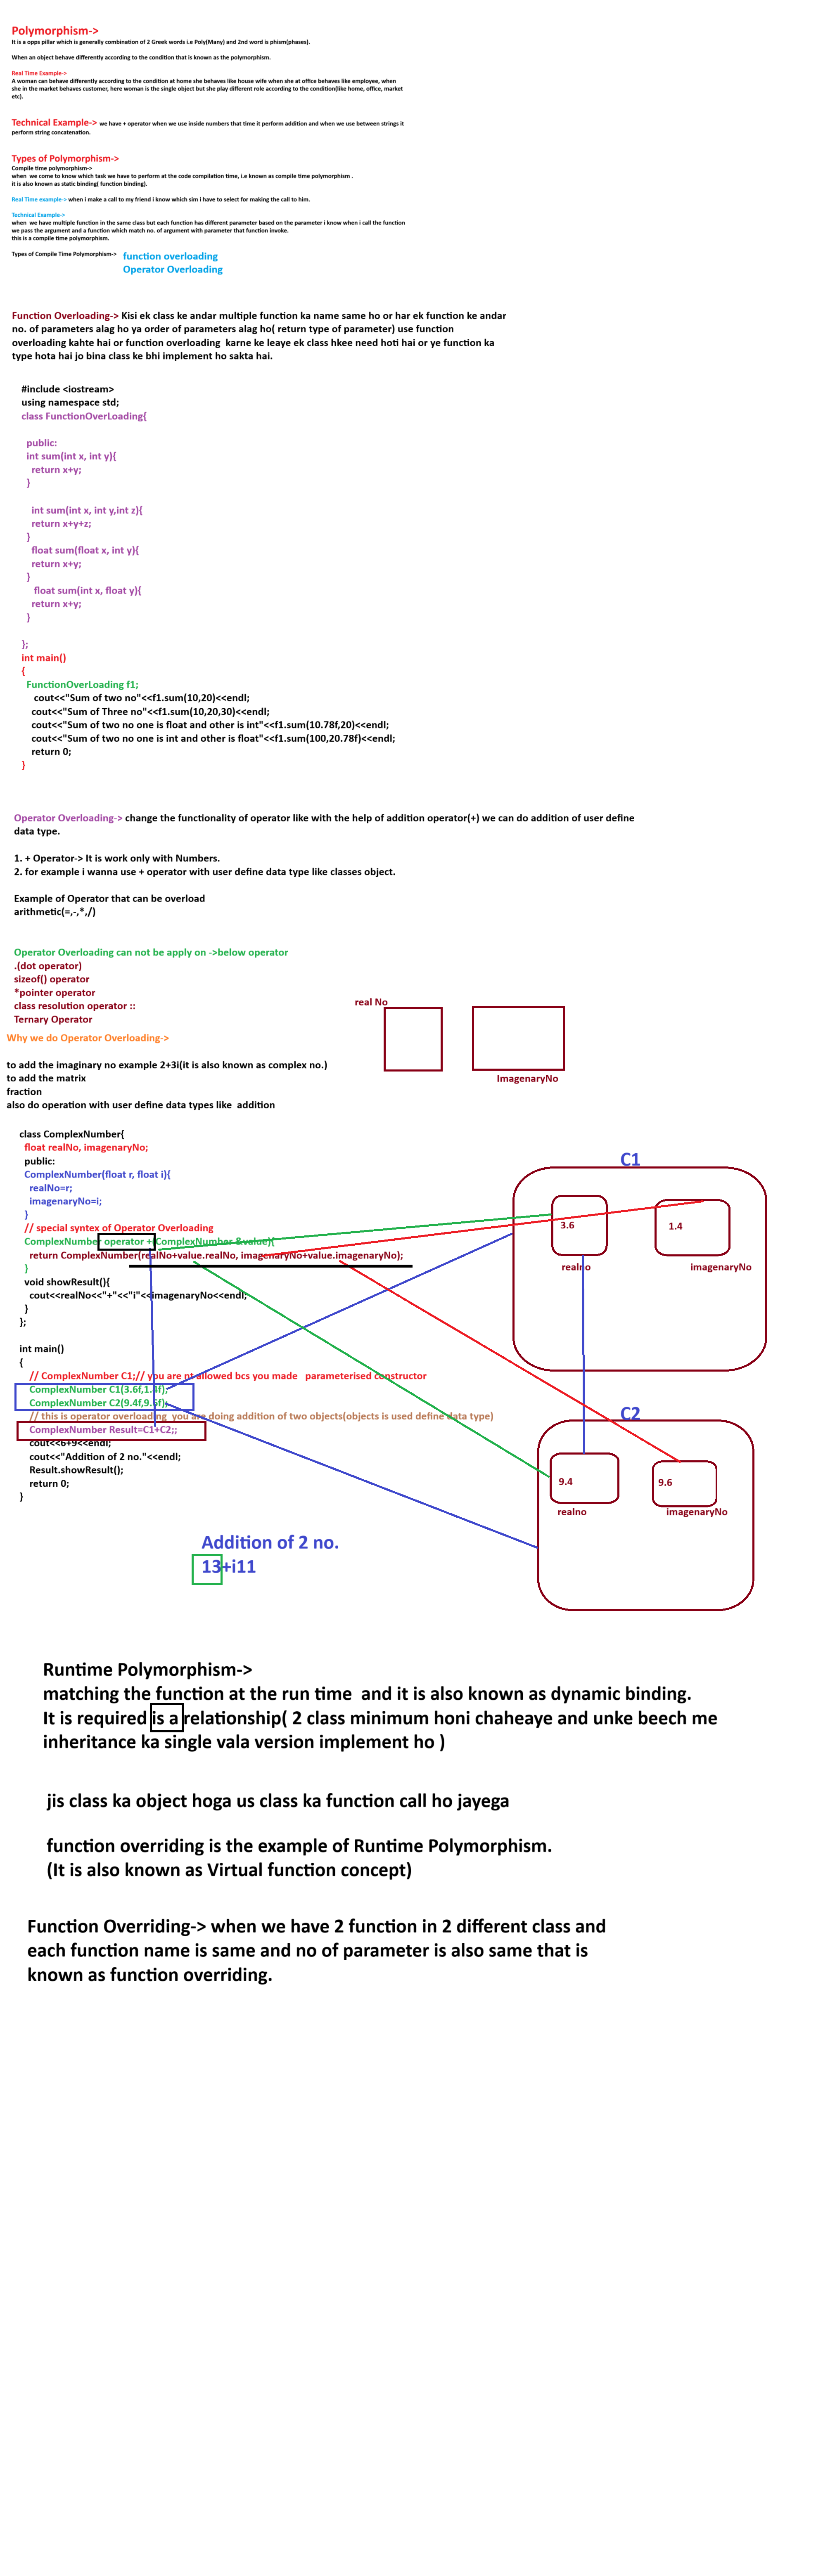 Polymorphism->
It is a opps pillar which is generally combination of 2 Greek words i.e Poly(Many) and 2nd word is phism(phases).
When an object behave differently according to the condition that is known as the polymorphism.
Real Time Example->
A woman can behave differently according to the condition at home she behaves like house wife when she at office behaves like employee, when
she in the market behaves customer, here woman is the single object but she play different role according to the condition(like home, office, market
etc).
Technical Example-> we have + operator when we use inside numbers that time it perform addition and when we use between strings it
perform string concatenation.
Types of Polymorphism->
Compile time polymorphism->
when  we come to know which task we have to perform at the code compilation time, i.e known as compile time polymorphism .
it is also known as static binding( function binding).
Real Time example-> when i make a call to my friend i know which sim i have to select for making the call to him.
Technical Example->
when  we have multiple function in the same class but each function has different parameter based on the parameter i know when i call the function
we pass the argument and a function which match no. of argument with parameter that function invoke.
this is a compile time polymorphism.
Types of Compile Time Polymorphism-> function overloading
Operator Overloading
Function Overloading-> Kisi ek class ke andar multiple function ka name same ho or har ek function ke andar
no. of parameters alag ho ya order of parameters alag ho( return type of parameter) use function
overloading kahte hai or function overloading  karne ke leaye ek class hkee need hoti hai or ye function ka
type hota hai jo bina class ke bhi implement ho sakta hai.
#include <iostream>
using namespace std;
class FunctionOverLoading{
public:
int sum(int x, int y){
return x+y;
}
int sum(int x, int y,int z){
return x+y+z;
}
float sum(float x, int y){
return x+y;
}
float sum(int x, float y){
return x+y;
}
};
int main()
{
FunctionOverLoading f1;
cout<<"Sum of two no"<<f1.sum(10,20)<<endl;
cout<<"Sum of Three no"<<f1.sum(10,20,30)<<endl;
cout<<"Sum of two no one is float and other is int"<<f1.sum(10.78f,20)<<endl;
cout<<"Sum of two no one is int and other is float"<<f1.sum(100,20.78f)<<endl;
return 0;
}
Operator Overloading-> change the functionality of operator like with the help of addition operator(+) we can do addition of user define
data type.
1. + Operator-> It is work only with Numbers.
2. for example i wanna use + operator with user define data type like classes object.
Example of Operator that can be overload
arithmetic(=,-,*,/)
Operator Overloading can not be apply on ->below operator
.(dot operator)
sizeof() operator
*pointer operator
class resolution operator ::
Ternary Operator
real No
ImagenaryNo
Why we do Operator Overloading->
to add the imaginary no example 2+3i(it is also known as complex no.)
to add the matrix
fraction
also do operation with user define data types like  addition
class ComplexNumber{
float realNo, imagenaryNo;
public:
ComplexNumber(float r, float i){
realNo=r;
imagenaryNo=i;
}
// special syntex of Operator Overloading
ComplexNumber operator +(ComplexNumber &value){
return ComplexNumber(realNo+value.realNo, imagenaryNo+value.imagenaryNo);
}
void showResult(){
cout<<realNo<<"+"<<"i"<<imagenaryNo<<endl;
}
};
int main()
{
// ComplexNumber C1;// you are nt allowed bcs you made   parameterised constructor
ComplexNumber C1(3.6f,1.4f);
ComplexNumber C2(9.4f,9.6f);
// this is operator overloading  you are doing addition of two objects(objects is used define data type)
ComplexNumber Result=C1+C2;;
cout<<6+9<<endl;
cout<<"Addition of 2 no."<<endl;
Result.showResult();
return 0;
}
C1
3.6
1.4
realno
imagenaryNo
C2
9.4
9.6
realno
imagenaryNo
Addition of 2 no.
13+i11
Runtime Polymorphism->
matching the function at the run time  and it is also known as dynamic binding.
It is required is a relationship( 2 class minimum honi chaheaye and unke beech me
inheritance ka single vala version implement ho )
jis class ka object hoga us class ka function call ho jayega
function overriding is the example of Runtime Polymorphism.
(It is also known as Virtual function concept)
Function Overriding-> when we have 2 function in 2 different class and
each function name is same and no of parameter is also same that is
known as function overriding.